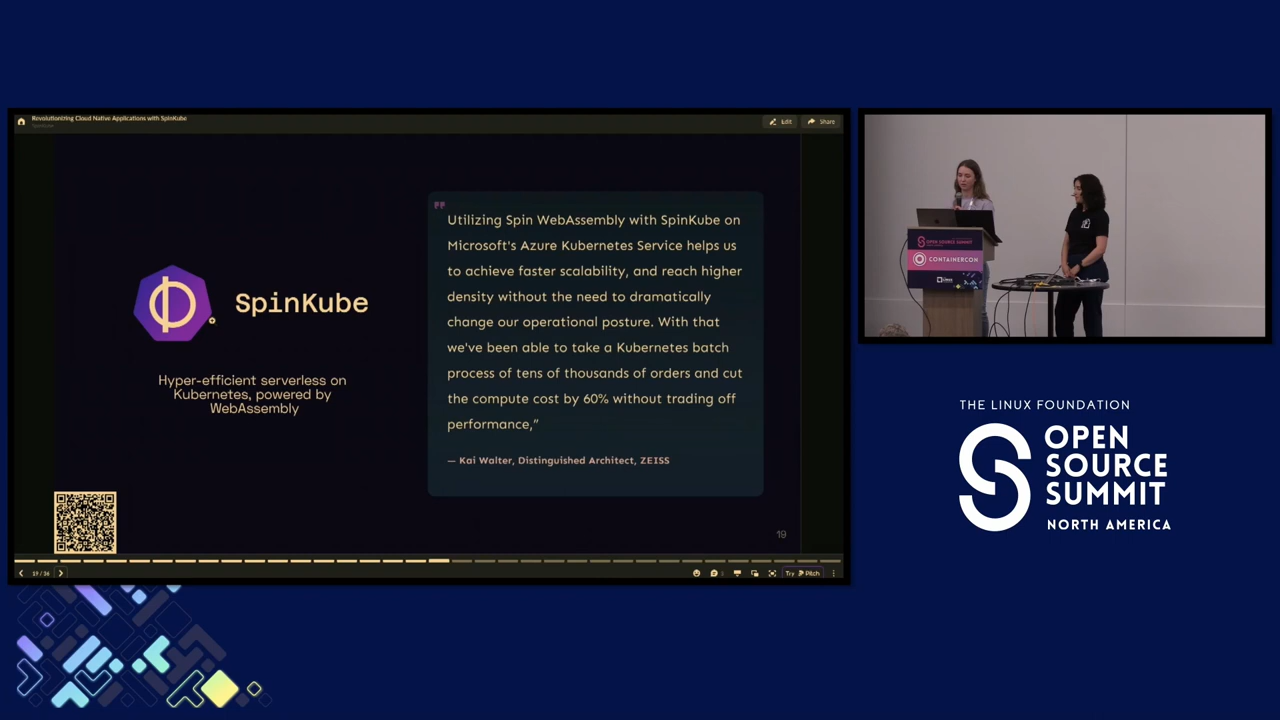 Revolutionizing Cloud Native Applications with SpinKube
Edit
Share
SpinKube
Hyper-efficient serverless on
Kubernetes, powered by
WebAssembly
Utilizing Spin WebAssembly with SpinKube on
Microsoft's Azure Kubernetes Service helps us
to achieve faster scalability, and reach higher
density without the need to dramatically
change our operational posture. With that
we've been able to take a Kubernetes batch
process of tens of thousands of orders and cut
the compute cost by 60% without trading off
performance,”
— Kai Walter, Distinguished Architect, ZEISS
19
19 / 36
Try Pitch
OPEN SOURCE SUMMIT
CONTAINERCON
THE LINUX FOUNDATION
OPEN
SOURCE
SUMMIT
NORTH AMERICA